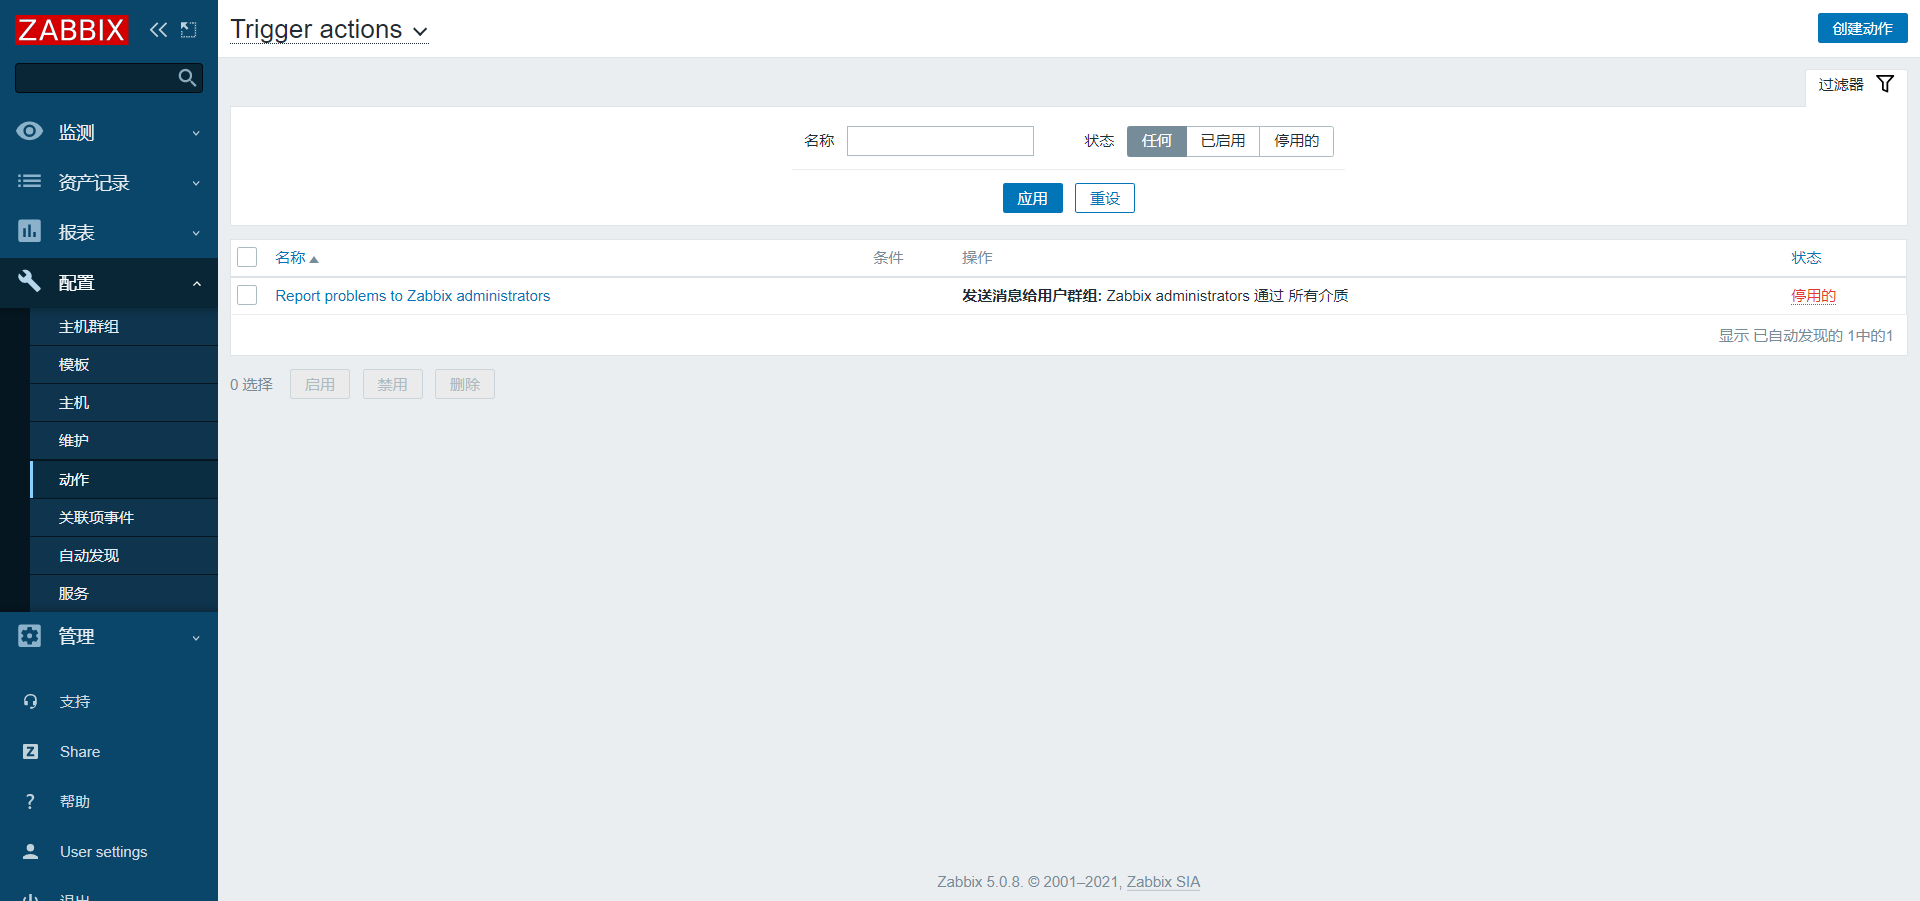 ZABBIX
监测
资产记录
报表
配置
主机群组
模板
主机
维护
动作
关联项事件
自动发现
服务
管理
支持
Share
帮助
User settings
退出
Trigger actions
创建动作
过滤器
名称 状态 任何 已启用 停用的
应用 重设
名称 条件 操作 状态
Report problems to Zabbix administrators 发送消息给用户群组: Zabbix administrators 通过 所有介质 停用的
显示 已自动发现的 1中的1
0 选择 启用 禁用 删除
Zabbix 5.0.8. © 2001–2021, Zabbix SIA